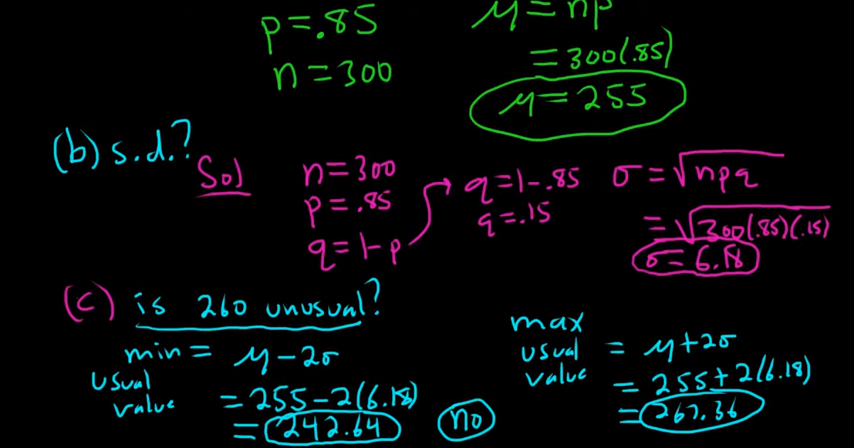 p = .85
n = 300
μ = np
= 300(.85)
μ = 255
(b) s.d.?
Sol
n = 300
p = .85
q = 1 - p
q = 1 - .85
q = .15
σ = √npq
= √300(.85)(.15)
σ = 6.18
(c) is 260 unusual?
min = μ - 2σ
usual
value
= 255 - 2(6.18)
= 242.64
no
max
usual
value
= μ + 2σ
= 255 + 2(6.18)
= 267.36